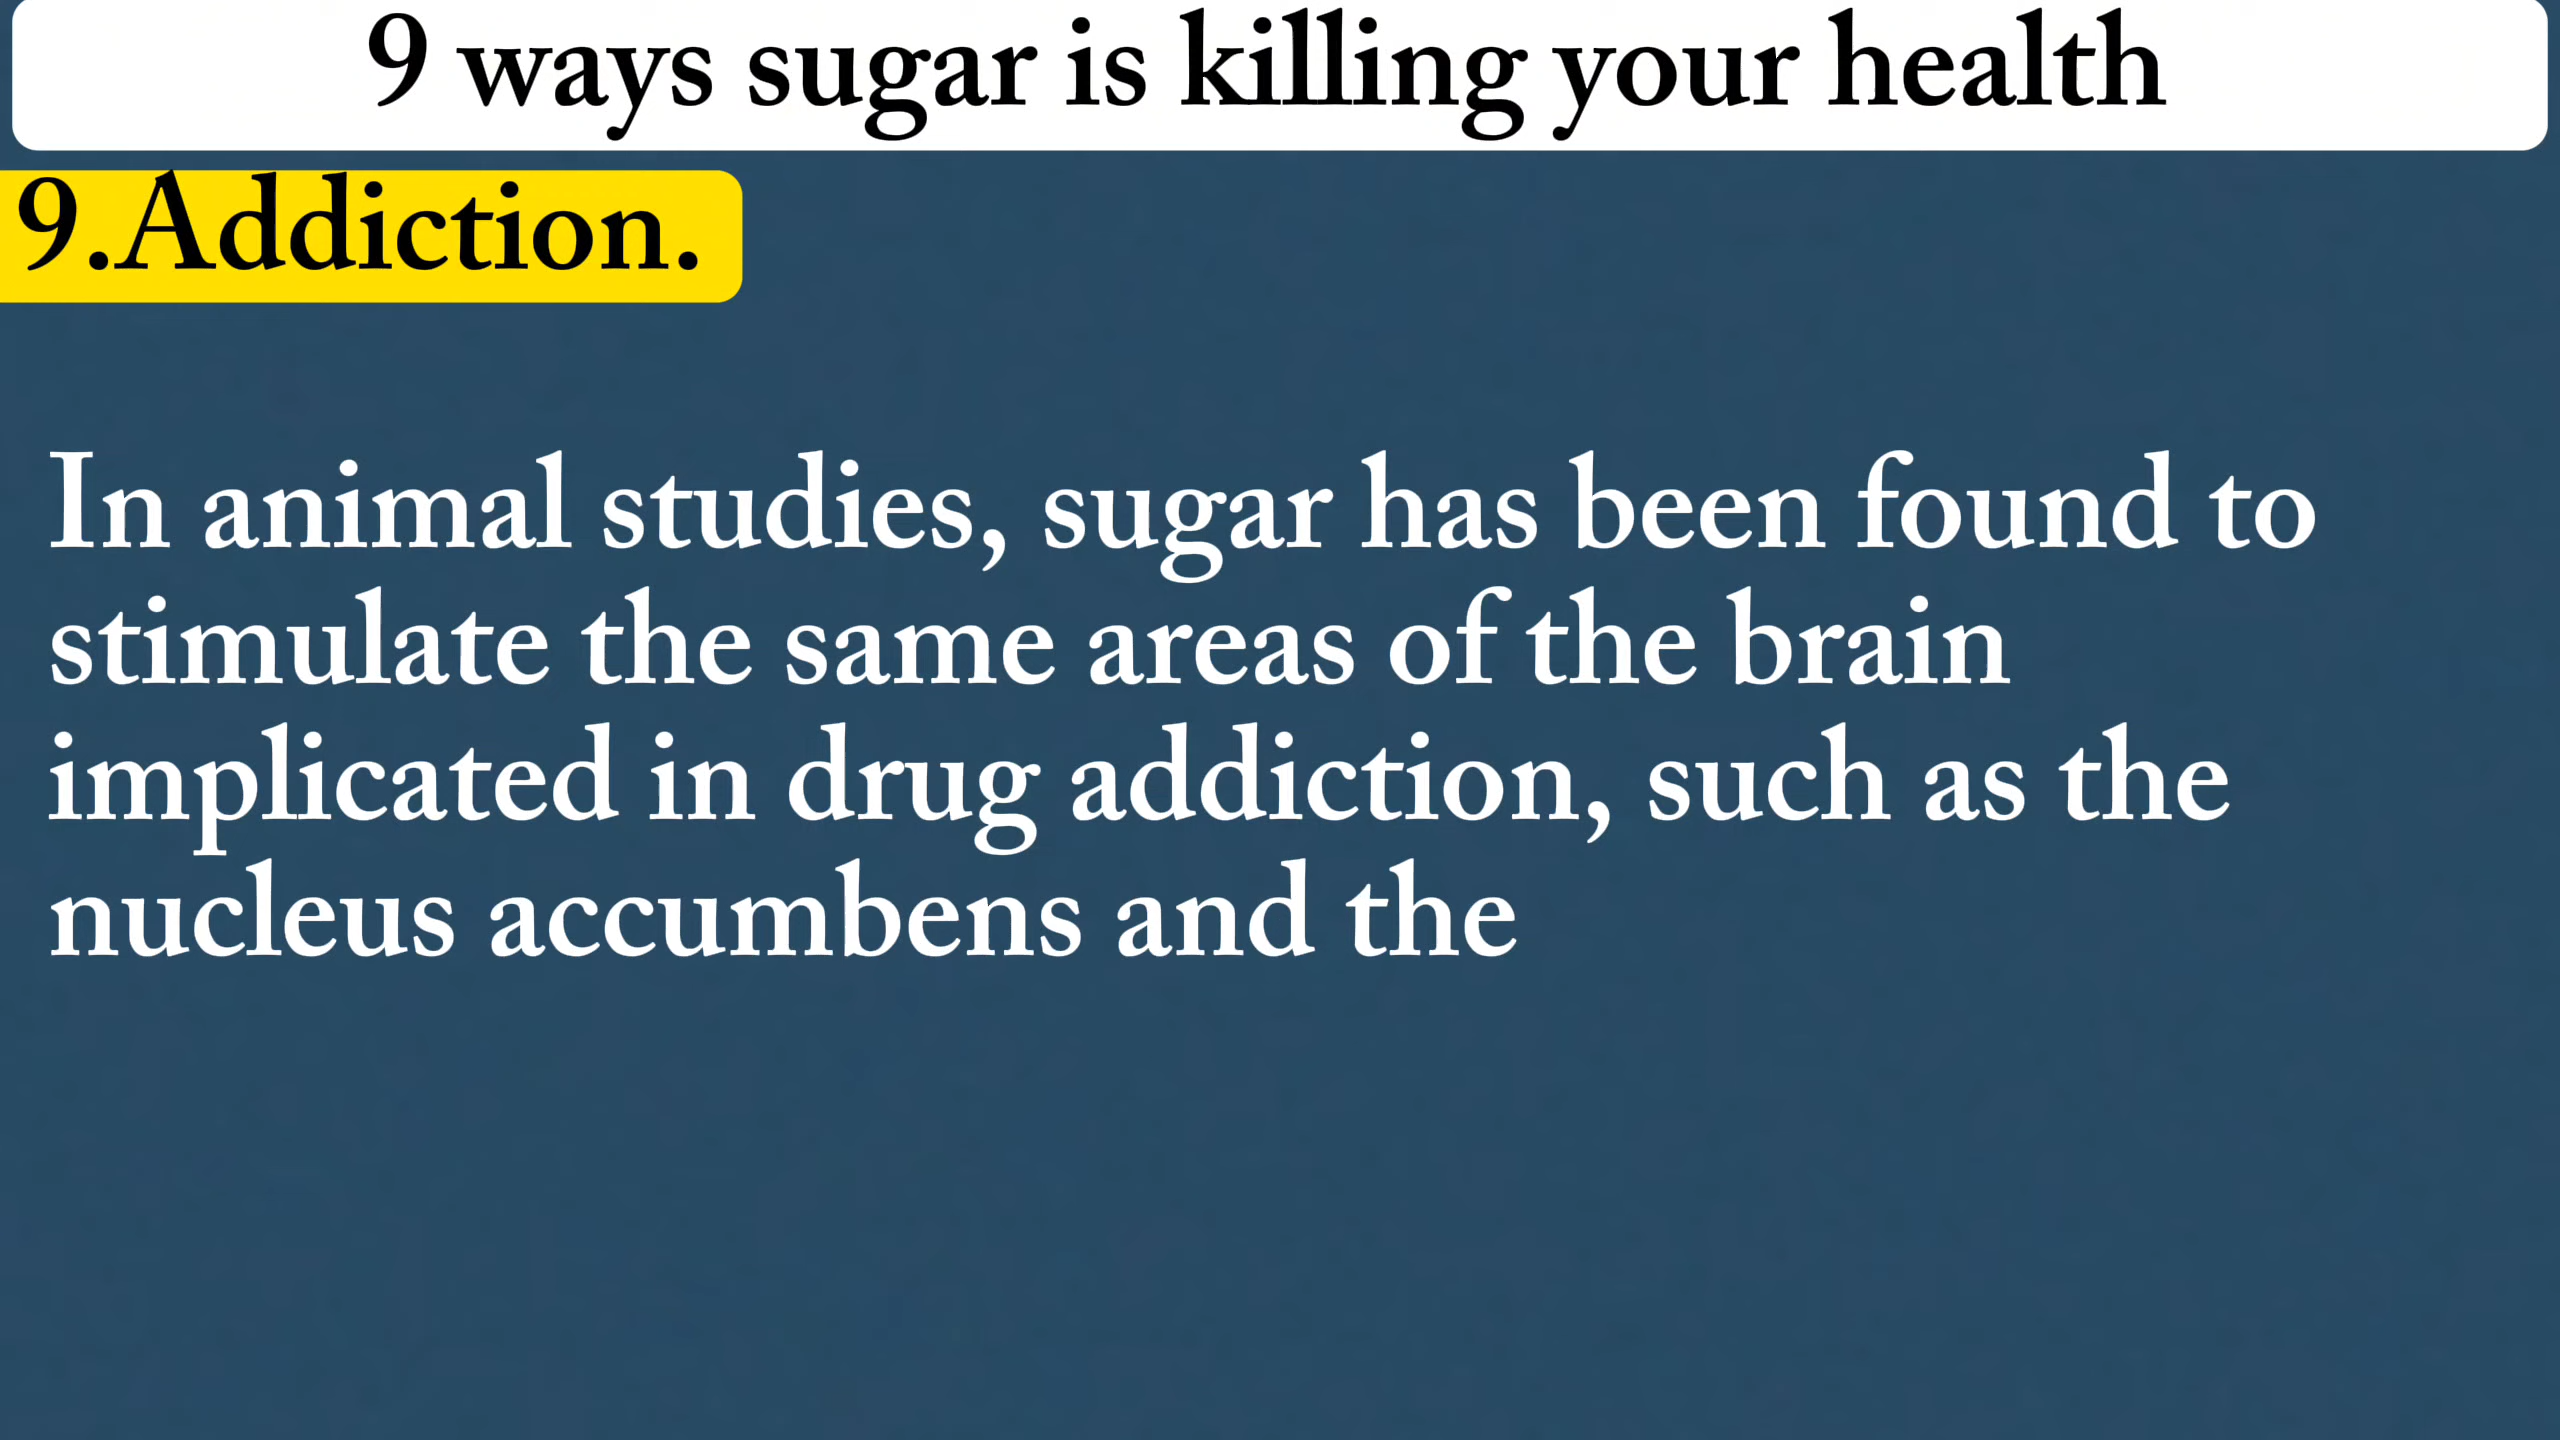 9 ways sugar is killing your health
9.Addiction.
In animal studies, sugar has been found to
stimulate the same areas of the brain
implicated in drug addiction, such as the
nucleus accumbens and the